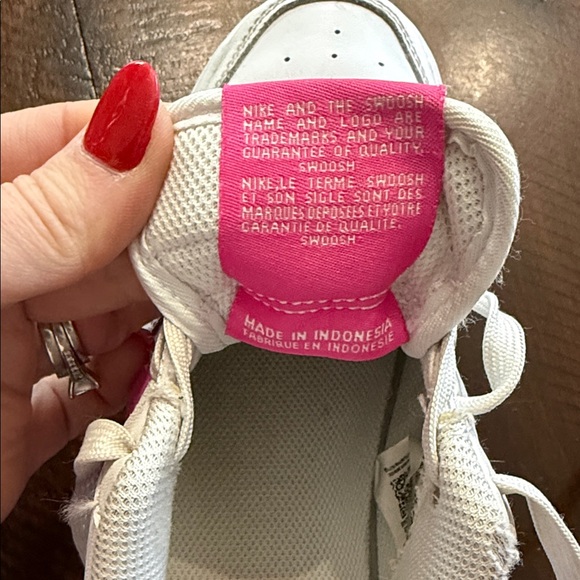 NIKE AND THE SWOOSH
NAME AND LOGO ARE
TRADEMARKS AND YOUR
GUARANTEE OF QUALITY.
SWOOSH
NIKE,LE TERME SWOOSH
ET SON SIGLE SONT DES
MARQUES DEPOSEES ET VOTRE
GARANTIE DE QUALITE.
SWOOSH
MADE IN INDONESIA
FABRIQUE EN INDONESIE